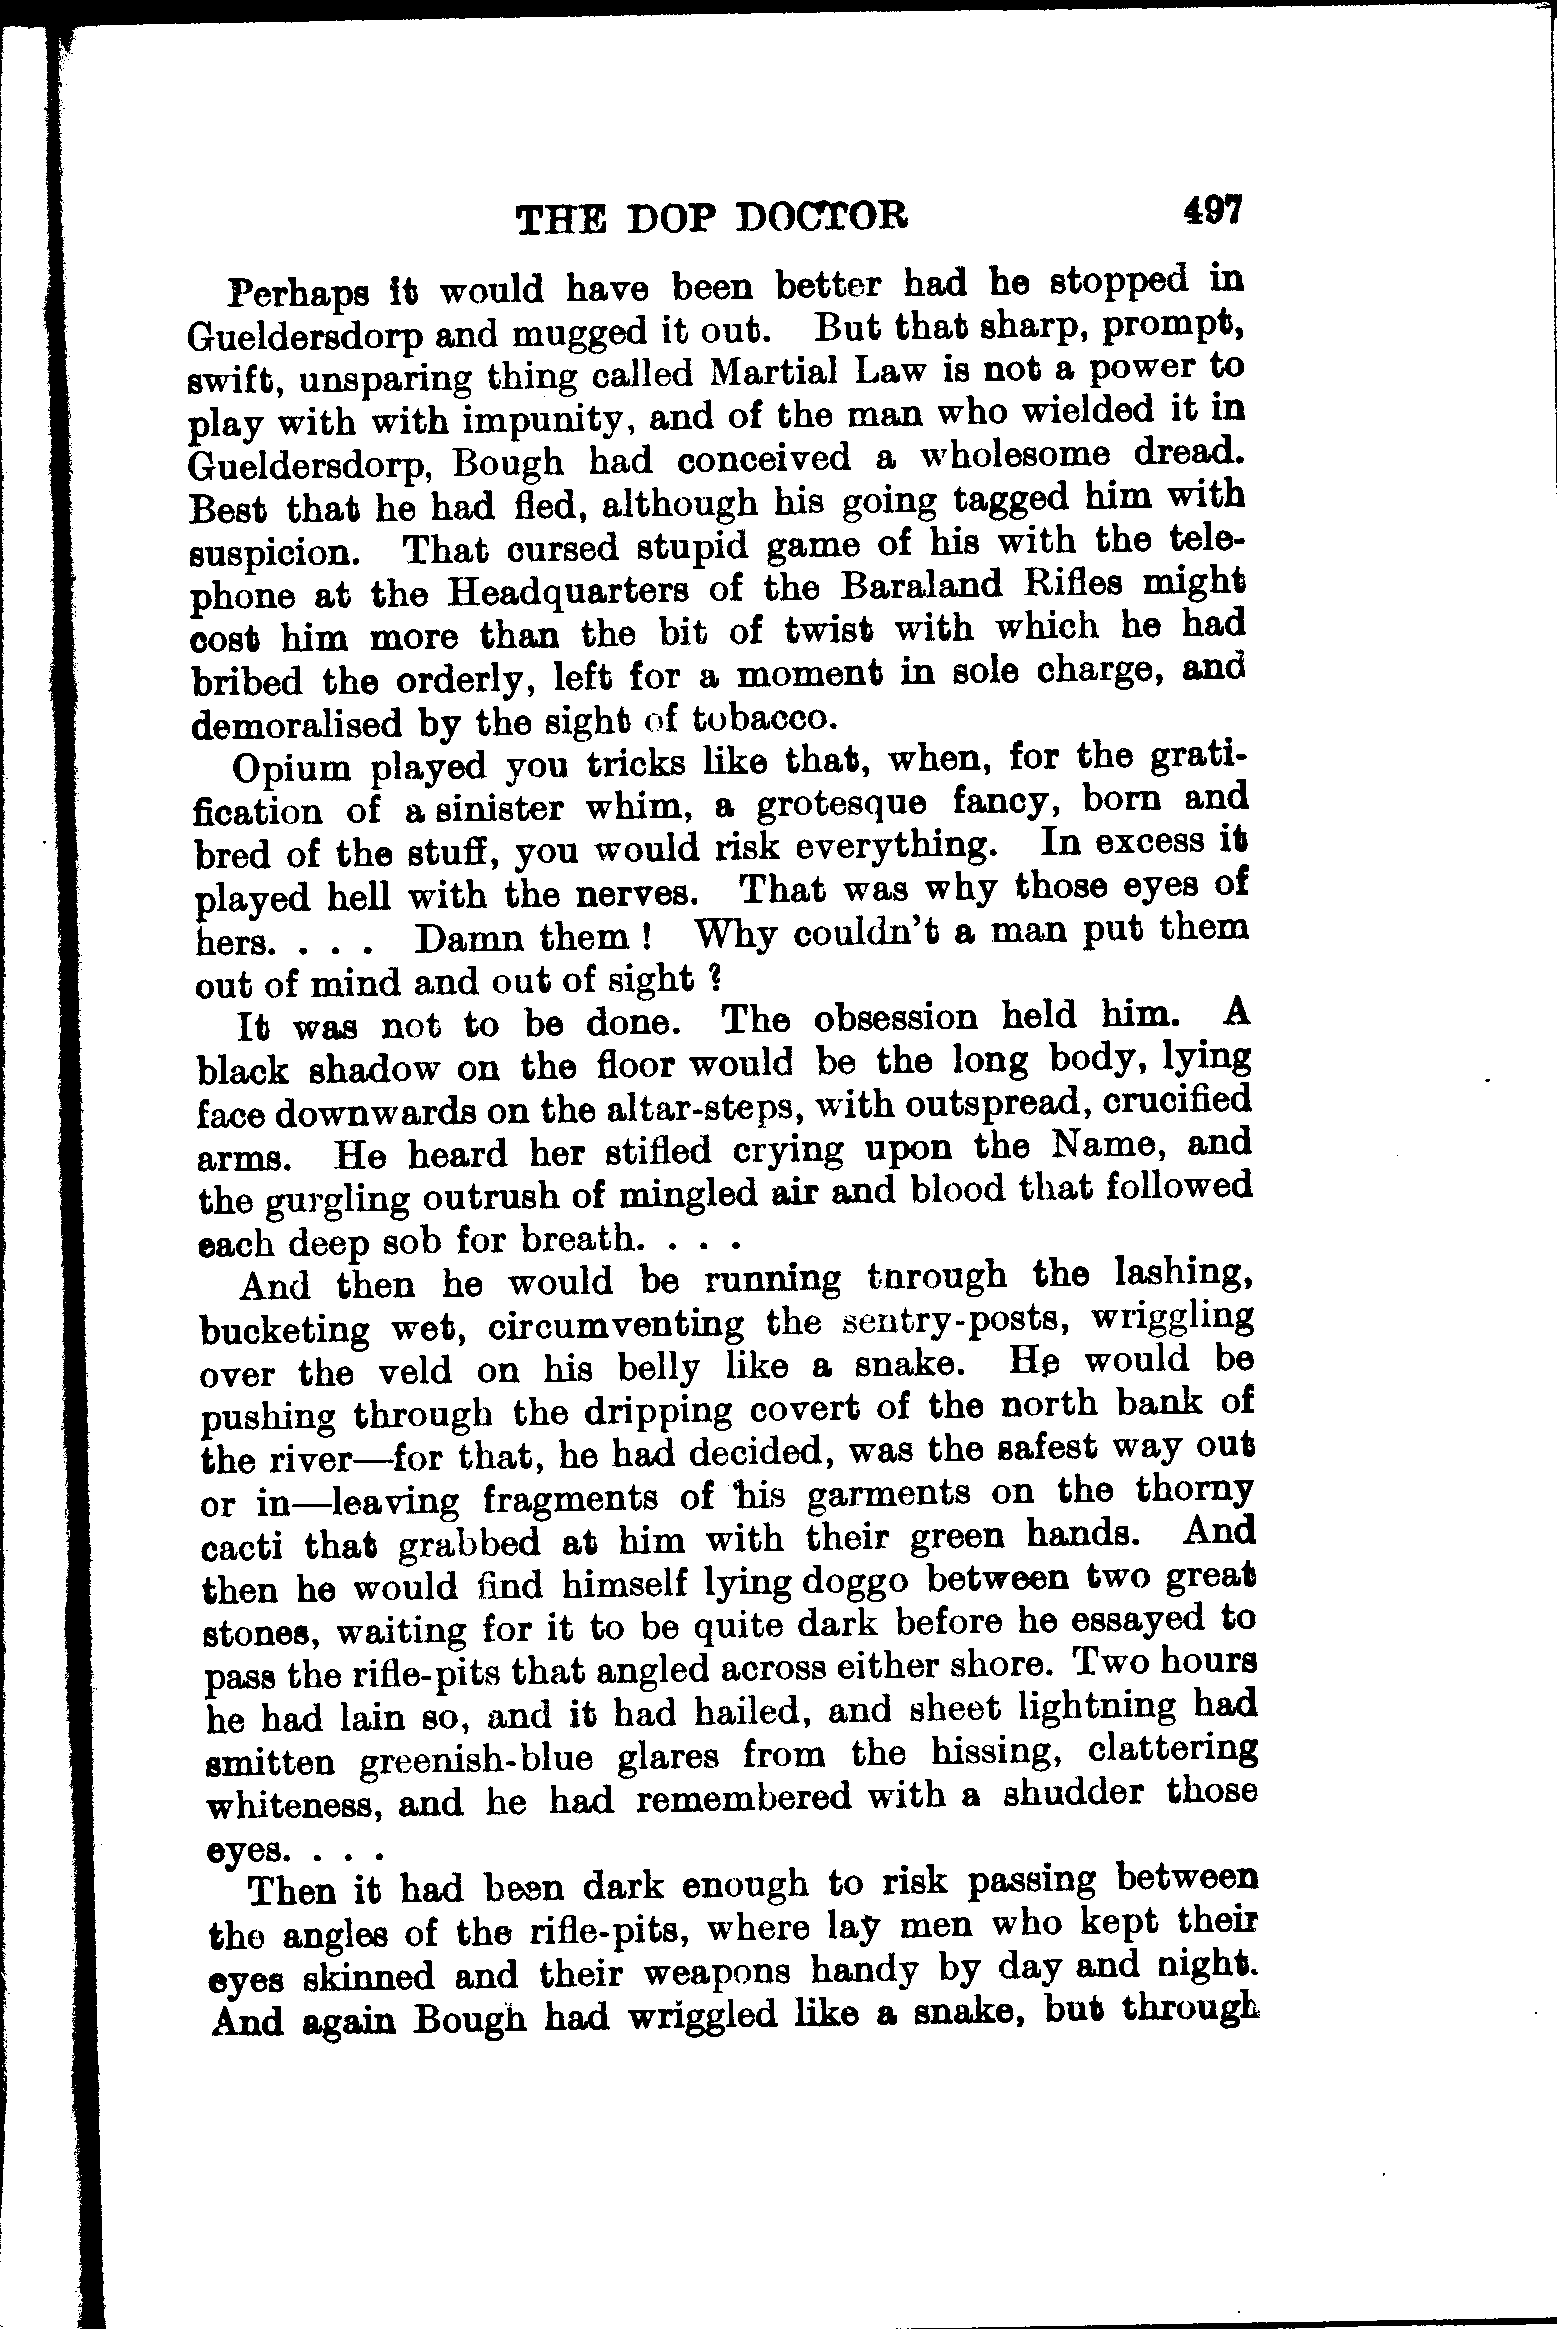 THE DOP DOCTOR 497
Perhaps it would have been better had he stopped in
Gueldersdorp and mugged it out. But that sharp, prompt,
swift, unsparing thing called Martial Law is not a power to
play with with impunity, and of the man who wielded it in
Gueldersdorp, Bough had conceived a wholesome dread.
Best that he had fled, although his going tagged him with
suspicion. That cursed stupid game of his with the tele-
phone at the Headquarters of the Baraland Rifles might
cost him more than the bit of twist with which he had
bribed the orderly, left for a moment in sole charge, and
demoralised by the sight of tobacco.
Opium played you tricks like that, when, for the grati-
fication of a sinister whim, a grotesque fancy, born and
bred of the stuff, you would risk everything. In excess it
played hell with the nerves. That was why those eyes of
hers. . . . Damn them ! Why couldn't a man put them
out of mind and out of sight ?
It was not to be done. The obsession held him. A
black shadow on the floor would be the long body, lying
face downwards on the altar-steps, with outspread, crucified
arms. He heard her stifled crying upon the Name, and
the gurgling outrush of mingled air and blood that followed
each deep sob for breath. . . .
And then he would be running through the lashing,
bucketing wet, circumventing the sentry-posts, wriggling
over the veld on his belly like a snake. He would be
pushing through the dripping covert of the north bank of
the river—for that, he had decided, was the safest way out
or in—leaving fragments of his garments on the thorny
cacti that grabbed at him with their green hands. And
then he would find himself lying doggo between two great
stones, waiting for it to be quite dark before he essayed to
pass the rifle-pits that angled across either shore. Two hours
he had lain so, and it had hailed, and sheet lightning had
smitten greenish-blue glares from the hissing, clattering
whiteness, and he had remembered with a shudder those
eyes. . . .
Then it had been dark enough to risk passing between
the angles of the rifle-pits, where lay men who kept their
eyes skinned and their weapons handy by day and night.
And again Bough had wriggled like a snake, but through